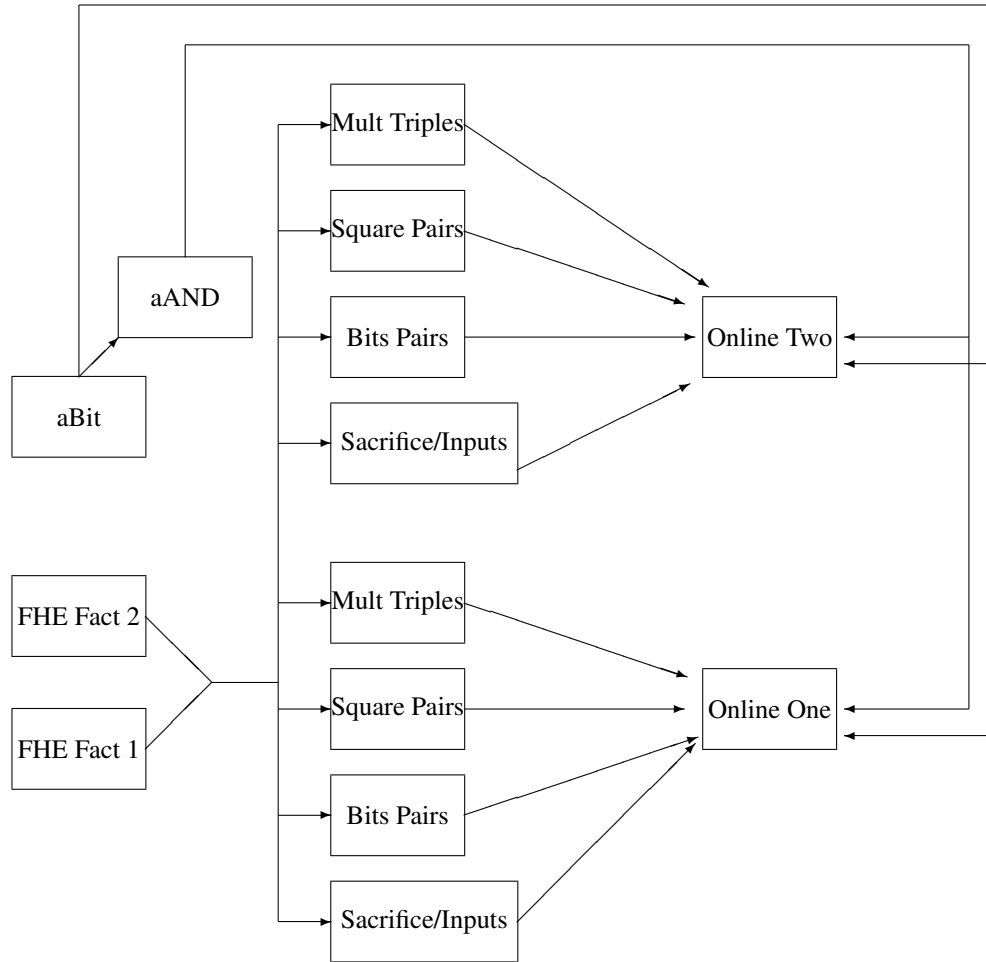 Mult Triples
Square Pairs
aAND
Bits Pairs
Online Two
aBit
Sacrifice/Inputs
FHE Fact 2
Mult Triples
Square Pairs
Online One
FHE Fact 1
Bits Pairs
Sacrifice/Inputs